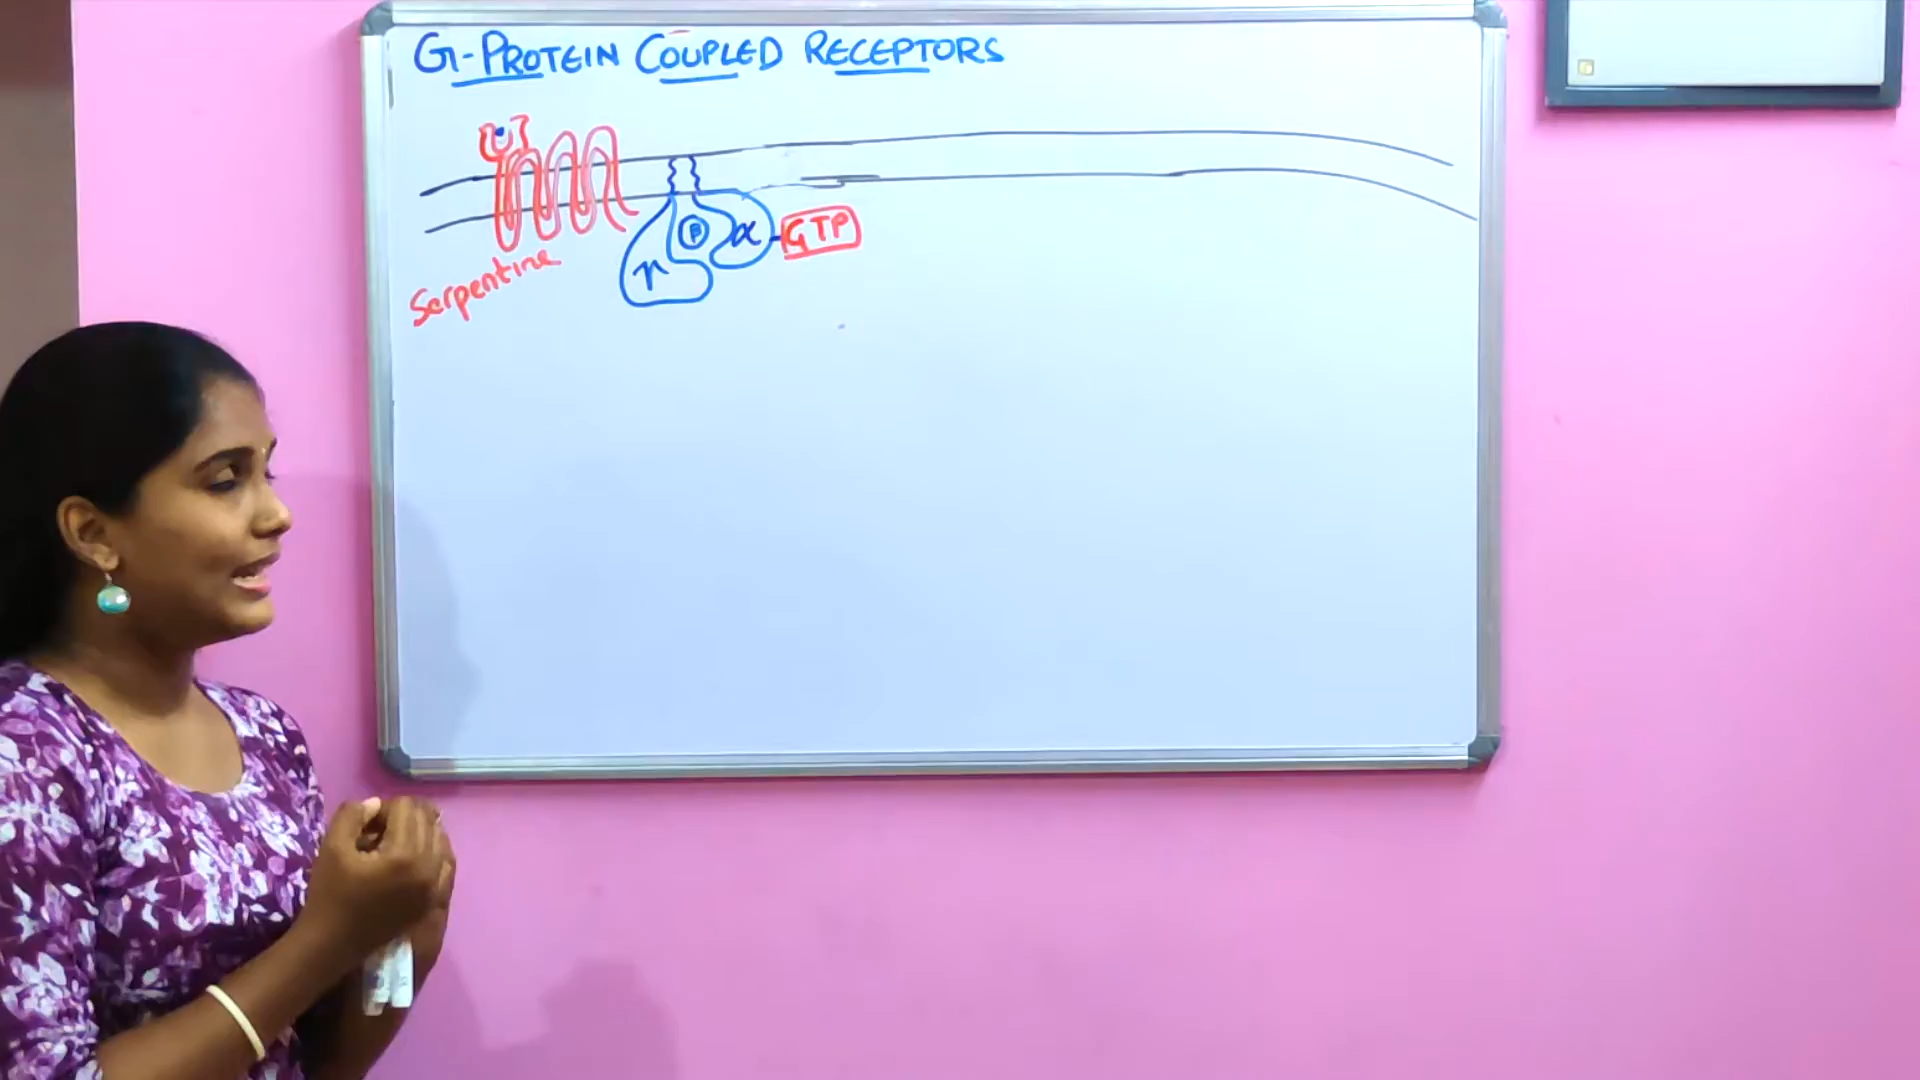 G-PROTEIN COUPLED RECEPTORS
β α GTP
γ
Serpentine